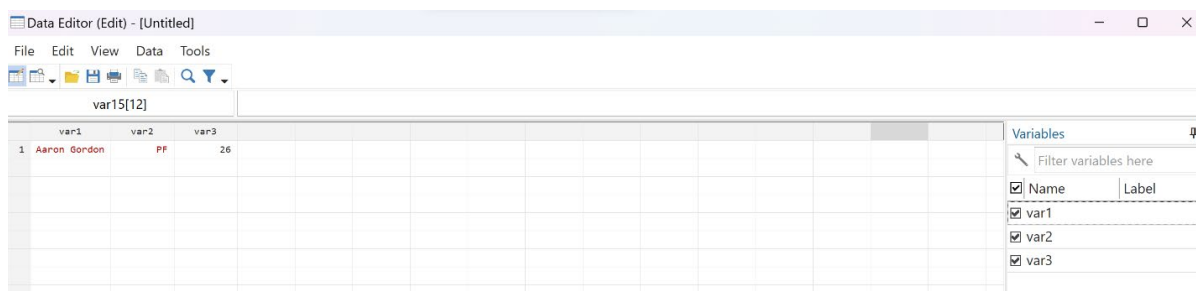 Data Editor (Edit) - [Untitled]
File Edit View Data Tools
var15[12]
var1 var2 var3
1 Aaron Gordon PF 26
Variables
Filter variables here
Name Label
var1
var2
var3